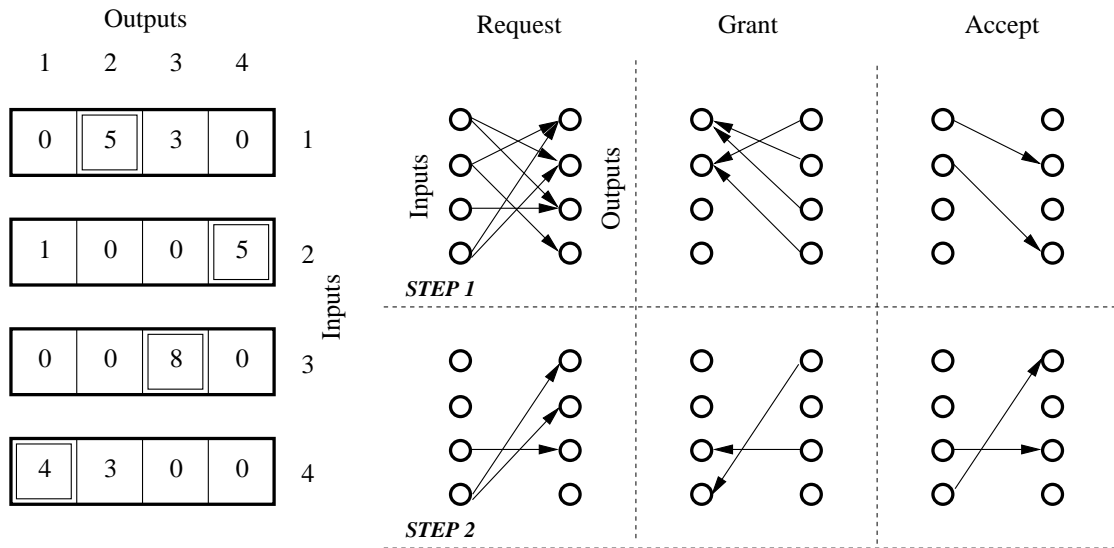 Outputs
1 2 3 4
0 5 3 0 1
1 0 0 5 2
0 0 8 0 3
4 3 0 0 4
Inputs
Request Grant Accept
Inputs
Outputs
STEP 1
STEP 2